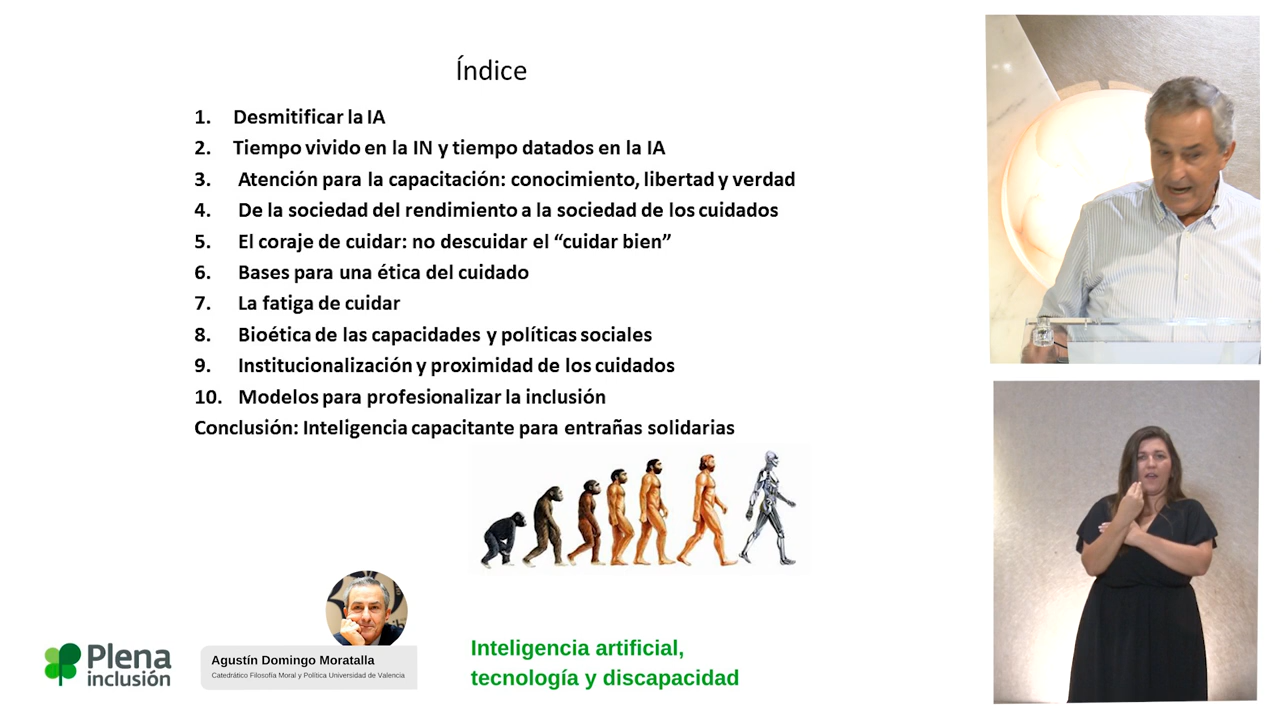 Índice
1. Desmitificar la IA
2. Tiempo vivido en la IN y tiempo datados en la IA
3. Atención para la capacitación: conocimiento, libertad y verdad
4. De la sociedad del rendimiento a la sociedad de los cuidados
5. El coraje de cuidar: no descuidar el “cuidar bien”
6. Bases para una ética del cuidado
7. La fatiga de cuidar
8. Bioética de las capacidades y políticas sociales
9. Institucionalización y proximidad de los cuidados
10. Modelos para profesionalizar la inclusión
Conclusión: Inteligencia capacitante para entrañas solidarias
Plena
inclusión
Agustín Domingo Moratalla
Catedrático Filosofía Moral y Política Universidad de Valencia
Inteligencia artificial,
tecnología y discapacidad